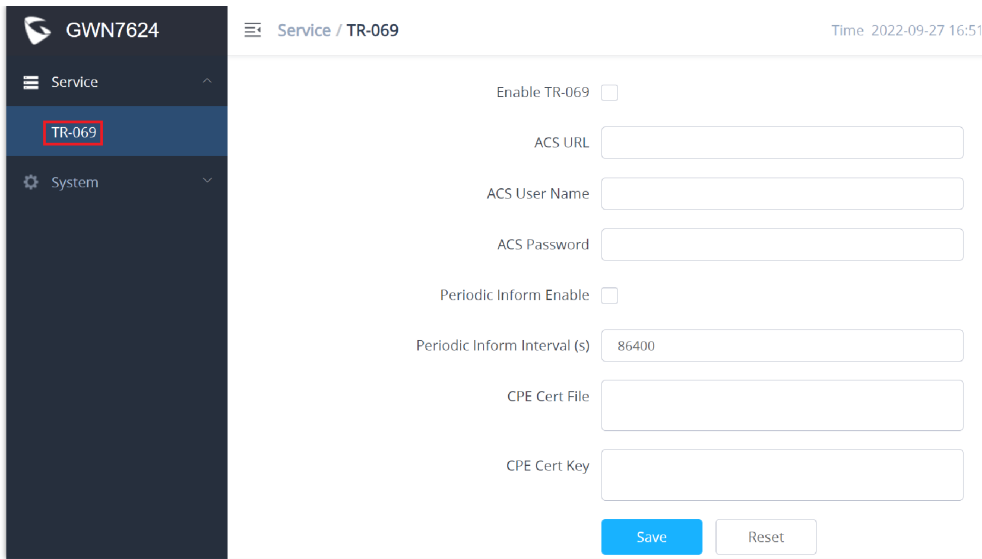 GWN7624
Service / TR-069
Time 2022-09-27 16:51
Service
TR-069
System
Enable TR-069
ACS URL
ACS User Name
ACS Password
Periodic Inform Enable
Periodic Inform Interval (s) 86400
CPE Cert File
CPE Cert Key
Save
Reset